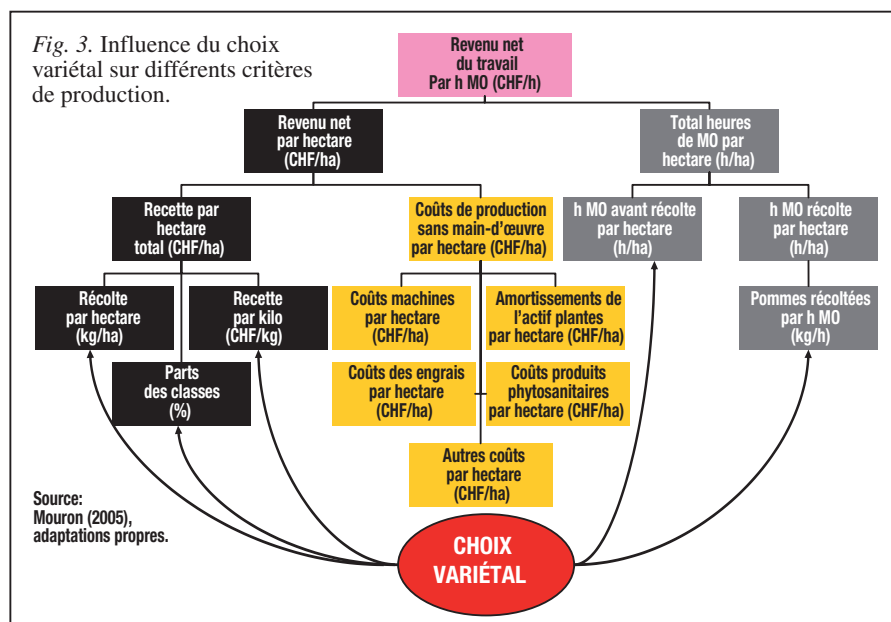 Fig. 3. Influence du choix
variétal sur différents critères
de production.
Revenu net
du travail
Par h MO (CHF/h)
Revenu net
par hectare
(CHF/ha)
Total heures
de MO par
hectare (h/ha)
Recette par
hectare
total (CHF/ha)
Coûts de production
sans main-d'œuvre
par hectare (CHF/ha)
h MO avant récolte
par hectare
(h/ha)
h MO récolte
par hectare
(h/ha)
Récolte
par hectare
(kg/ha)
Recette
par kilo
(CHF/kg)
Coûts machines
par hectare
(CHF/ha)
Amortissements de
l'actif plantes
par hectare (CHF/ha)
Pommes récoltées
par h MO
(kg/h)
Parts
des classes
(%)
Coûts des engrais
par hectare
(CHF/ha)
Coûts produits
phytosanitaires
par hectare (CHF/ha)
Autres coûts
par hectare
(CHF/ha)
Source:
Mouron (2005),
adaptations propres.
CHOIX
VARIÉTAL